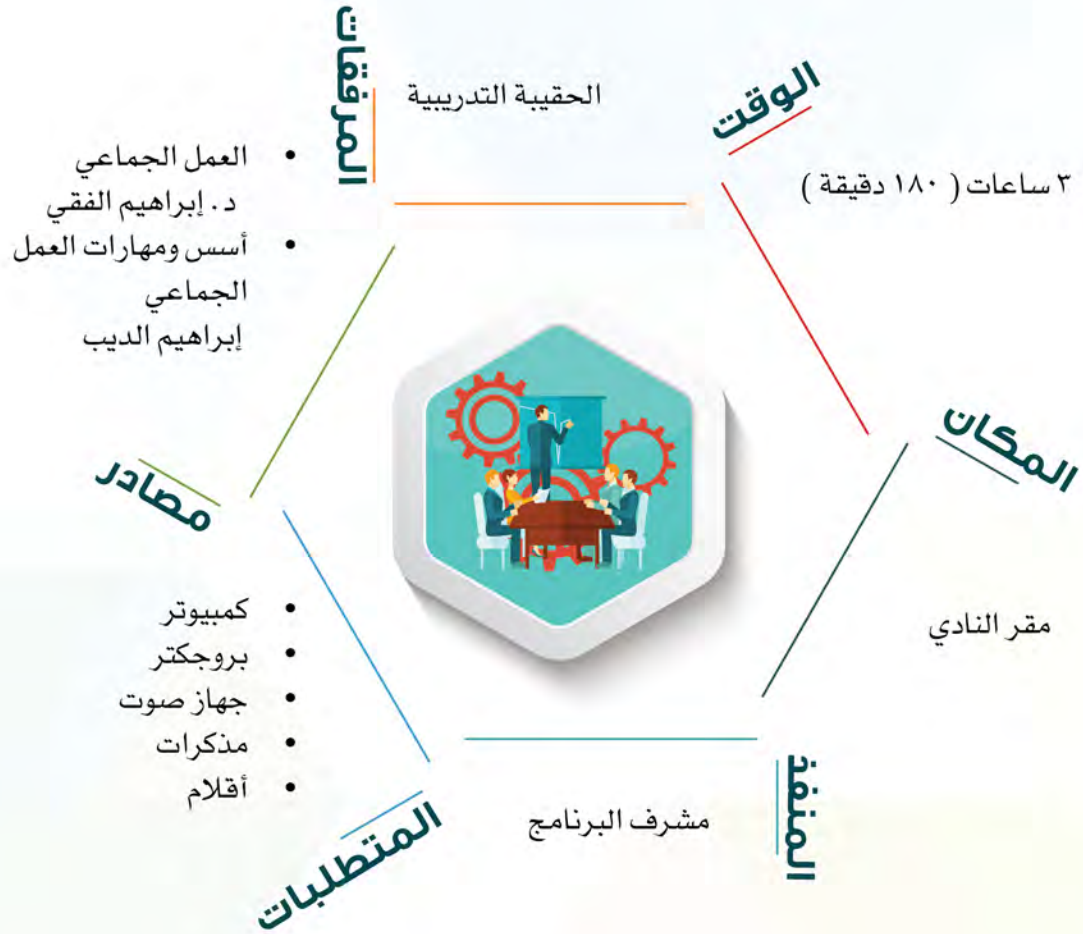 الوقت
٣ ساعات ( ١٨٠ دقيقة )
المكان
مقر النادي
المنفذ
مشرف البرنامج
المتطلبات
• كمبيوتر
• بروجكتر
• جهاز صوت
• مذكرات
• أقلام
مصادر
• العمل الجماعي
د. إبراهيم الفقي
• أسس ومهارات العمل
الجماعي
إبراهيم الديب
المرفقات
الحقيبة التدريبية